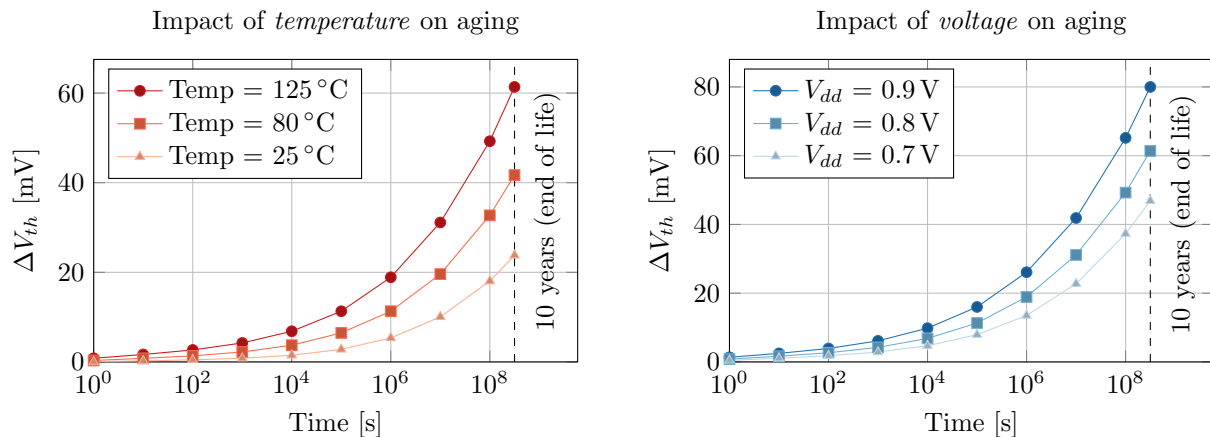 Impact of temperature on aging
Temp = 125 °C
Temp = 80 °C
Temp = 25 °C
60
40
20
0
ΔV_th [mV]
10^0
10^2
10^4
10^6
10^8
Time [s]
10 years (end of life)
Impact of voltage on aging
V_dd = 0.9 V
V_dd = 0.8 V
V_dd = 0.7 V
80
60
40
20
0
ΔV_th [mV]
10^0
10^2
10^4
10^6
10^8
Time [s]
10 years (end of life)